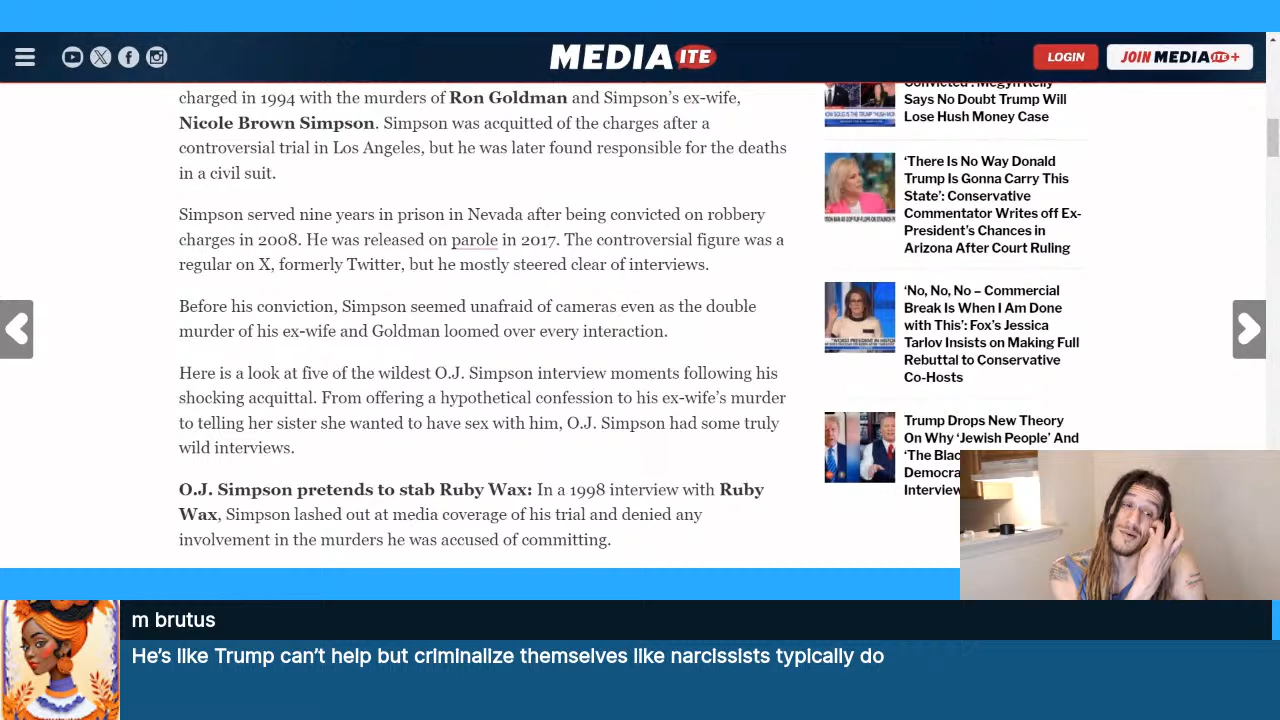 MEDIAITE
LOGIN
JOIN MEDIAITE+
charged in 1994 with the murders of Ron Goldman and Simpson’s ex-wife,
icole Brown Simpson. Simpson was acquitted of the charges after a
controversial trial in Los Angeles, but he was later found responsible for the deaths
in a civil suit.
Simpson served nine years in prison in Nevada after being convicted on robbery
charges in 2008. He was released on parole in 2017. The controversial figure was a
regular on X, formerly Twitter, but he mostly steered clear of interviews.
Before his conviction, Simpson seemed unafraid of cameras even as the double
murder of his ex-wife and Goldman loomed over every interaction.
Here is a look at five of the wildest O.J. Simpson interview moments following his
shocking acquittal. From offering a hypothetical confession to his ex-wife’s murder
to telling her sister she wanted to have sex with him, O.J. Simpson had some truly
wild interviews.
O.J. Simpson pretends to stab Ruby Wax: In a 1998 interview with Ruby
Wax, Simpson lashed out at media coverage of his trial and denied any
involvement in the murders he was accused of committing.
Convicted’: Megyn Kelly
Says No Doubt Trump Will
Lose Hush Money Case
‘There Is No Way Donald
Trump Is Gonna Carry This
State’: Conservative
Commentator Writes off Ex-
President’s Chances in
Arizona After Court Ruling
‘No, No, No – Commercial
Break Is When I Am Done
with This’: Fox’s Jessica
Tarlov Insists on Making Full
Rebuttal to Conservative
Co-Hosts
Trump Drops New Theory
On Why ‘Jewish People’ And
‘The Blac
Democra
Interview
m brutus
He’s like Trump can’t help but criminalize themselves like narcissists typically do